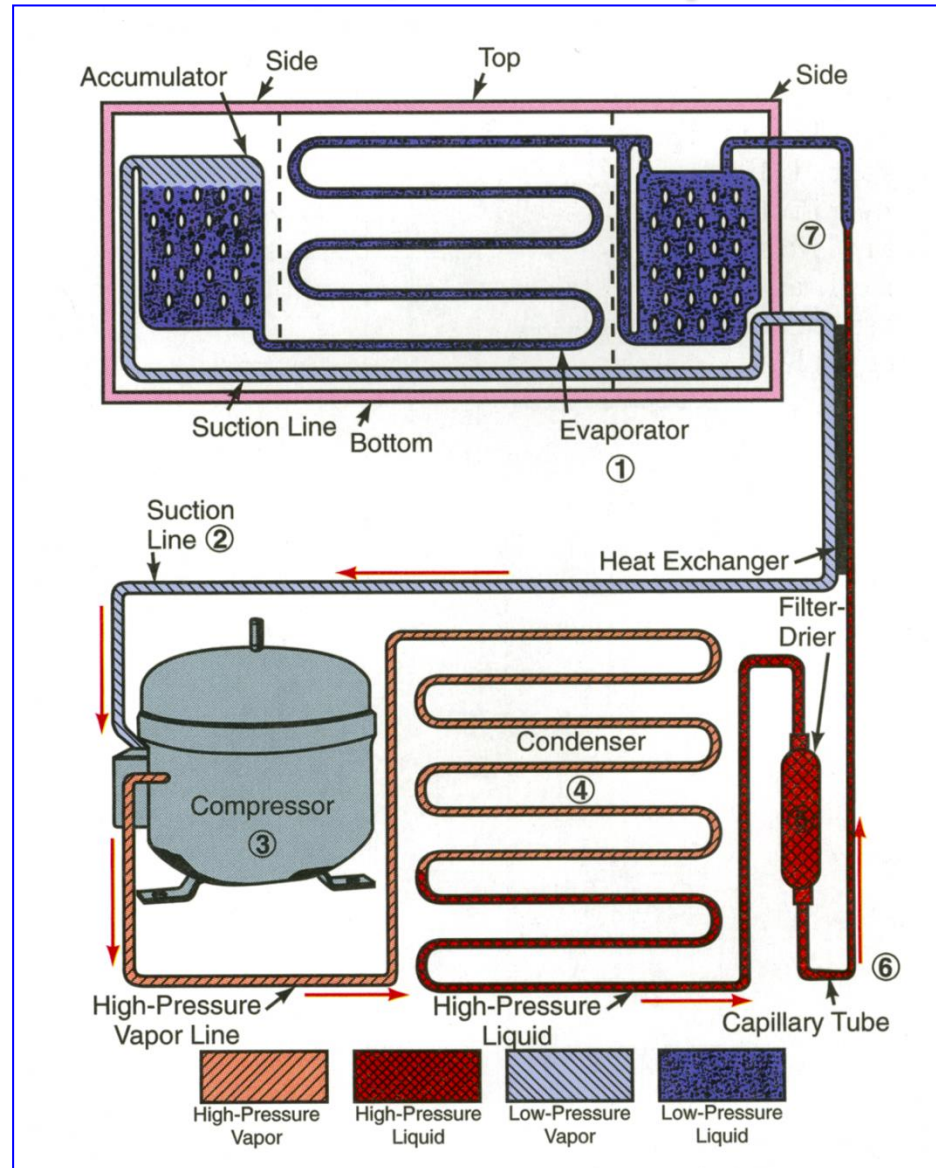 Side
Top
Side
Accumulator
⑦
Suction Line
Bottom
Evaporator
①
Suction
Line ②
Heat Exchanger
Filter-
Drier
Condenser
④
Compressor
③
⑥
High-Pressure
Vapor Line
High-Pressure
Liquid
Capillary Tube
High-Pressure
Vapor
High-Pressure
Liquid
Low-Pressure
Vapor
Low-Pressure
Liquid